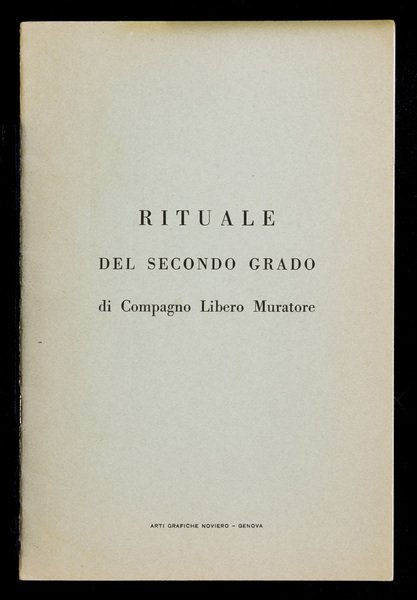 RITUALE
DEL SECONDO GRADO
di Compagno Libero Muratore
ARTI GRAFICHE NOVIERO – GENOVA